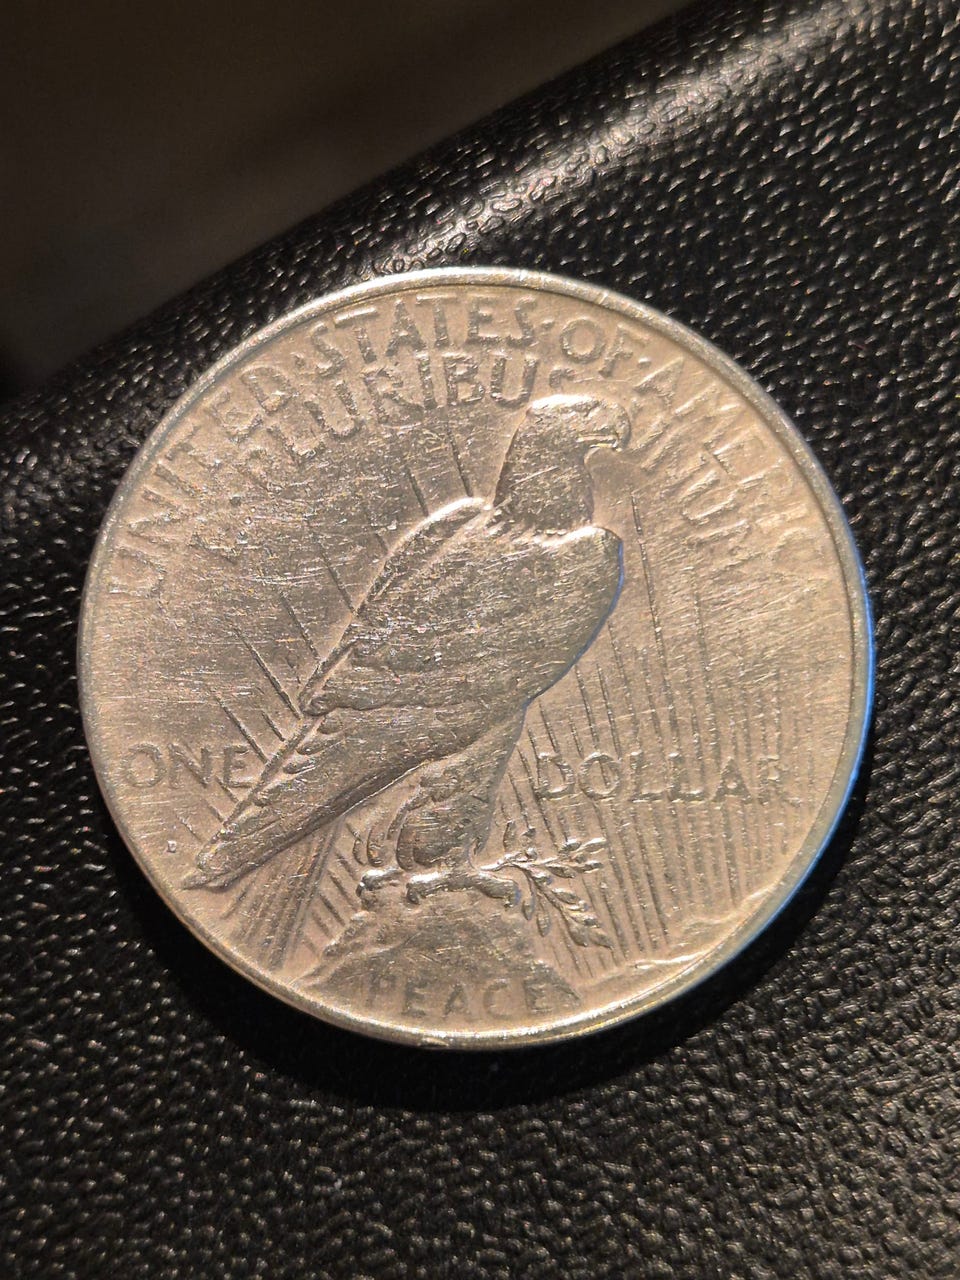 UNITED·STATES·OF·AMERICA
E PLURIBUS UNUM
ONE DOLLAR
D
PEACE